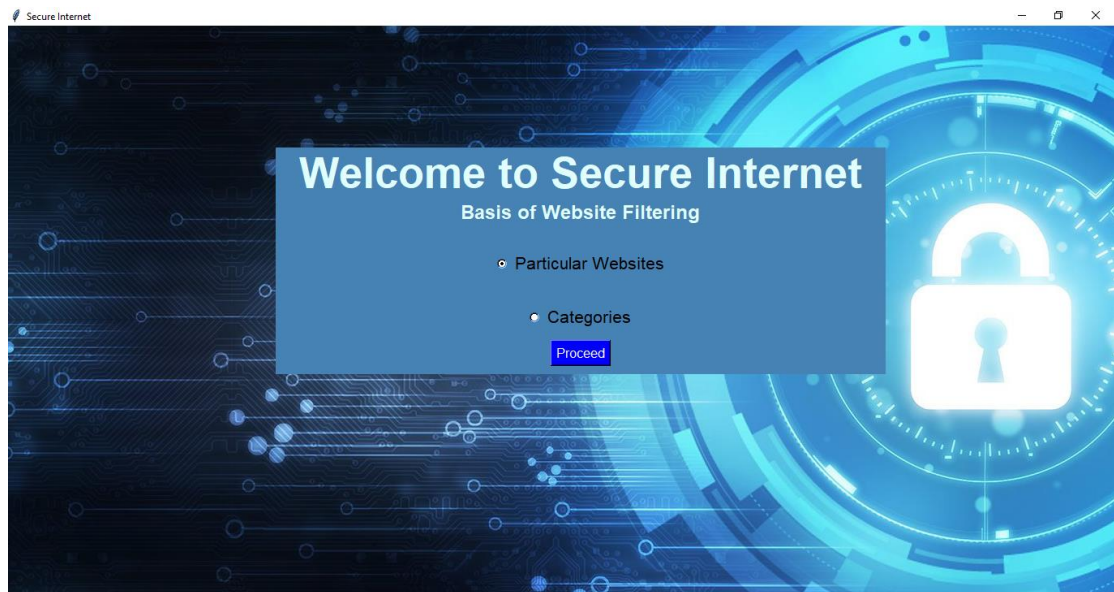 Secure Internet
Welcome to Secure Internet
Basis of Website Filtering
Particular Websites
Categories
Proceed